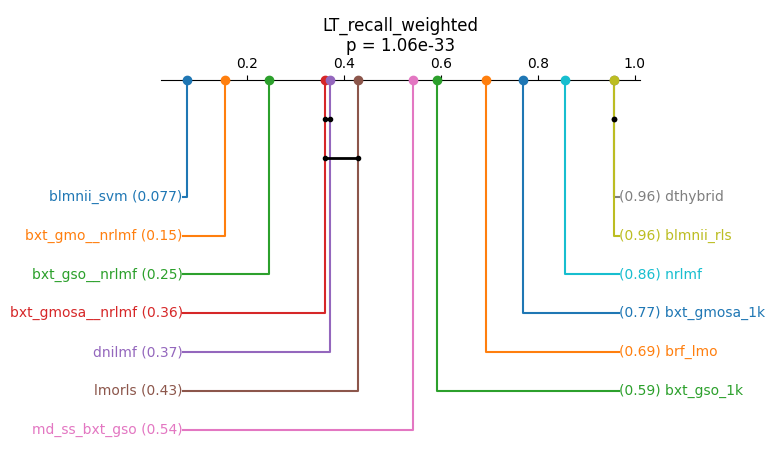 LT_recall_weighted
p = 1.06e-33
0.2 0.4 0.6 0.8 1.0
blmnii_svm (0.077) (0.96) dthybrid
bxt_gmo__nrlmf (0.15) (0.96) blmnii_rls
bxt_gso__nrlmf (0.25) (0.86) nrlmf
bxt_gmosa__nrlmf (0.36) (0.77) bxt_gmosa_1k
dnilmf (0.37) (0.69) brf_lmo
lmorls (0.43) (0.59) bxt_gso_1k
md_ss_bxt_gso (0.54)